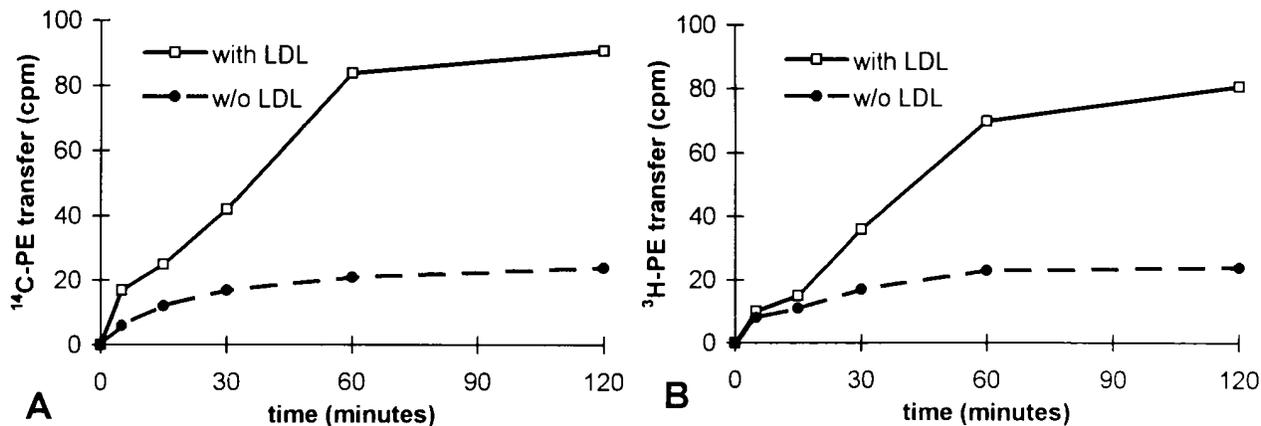 100
80
60
40
20
0
¹⁴C-PE transfer (cpm)
with LDL
w/o LDL
0 30 60 90 120
time (minutes)
A
100
80
60
40
20
0
³H-PE transfer (cpm)
with LDL
w/o LDL
0 30 60 90 120
time (minutes)
B